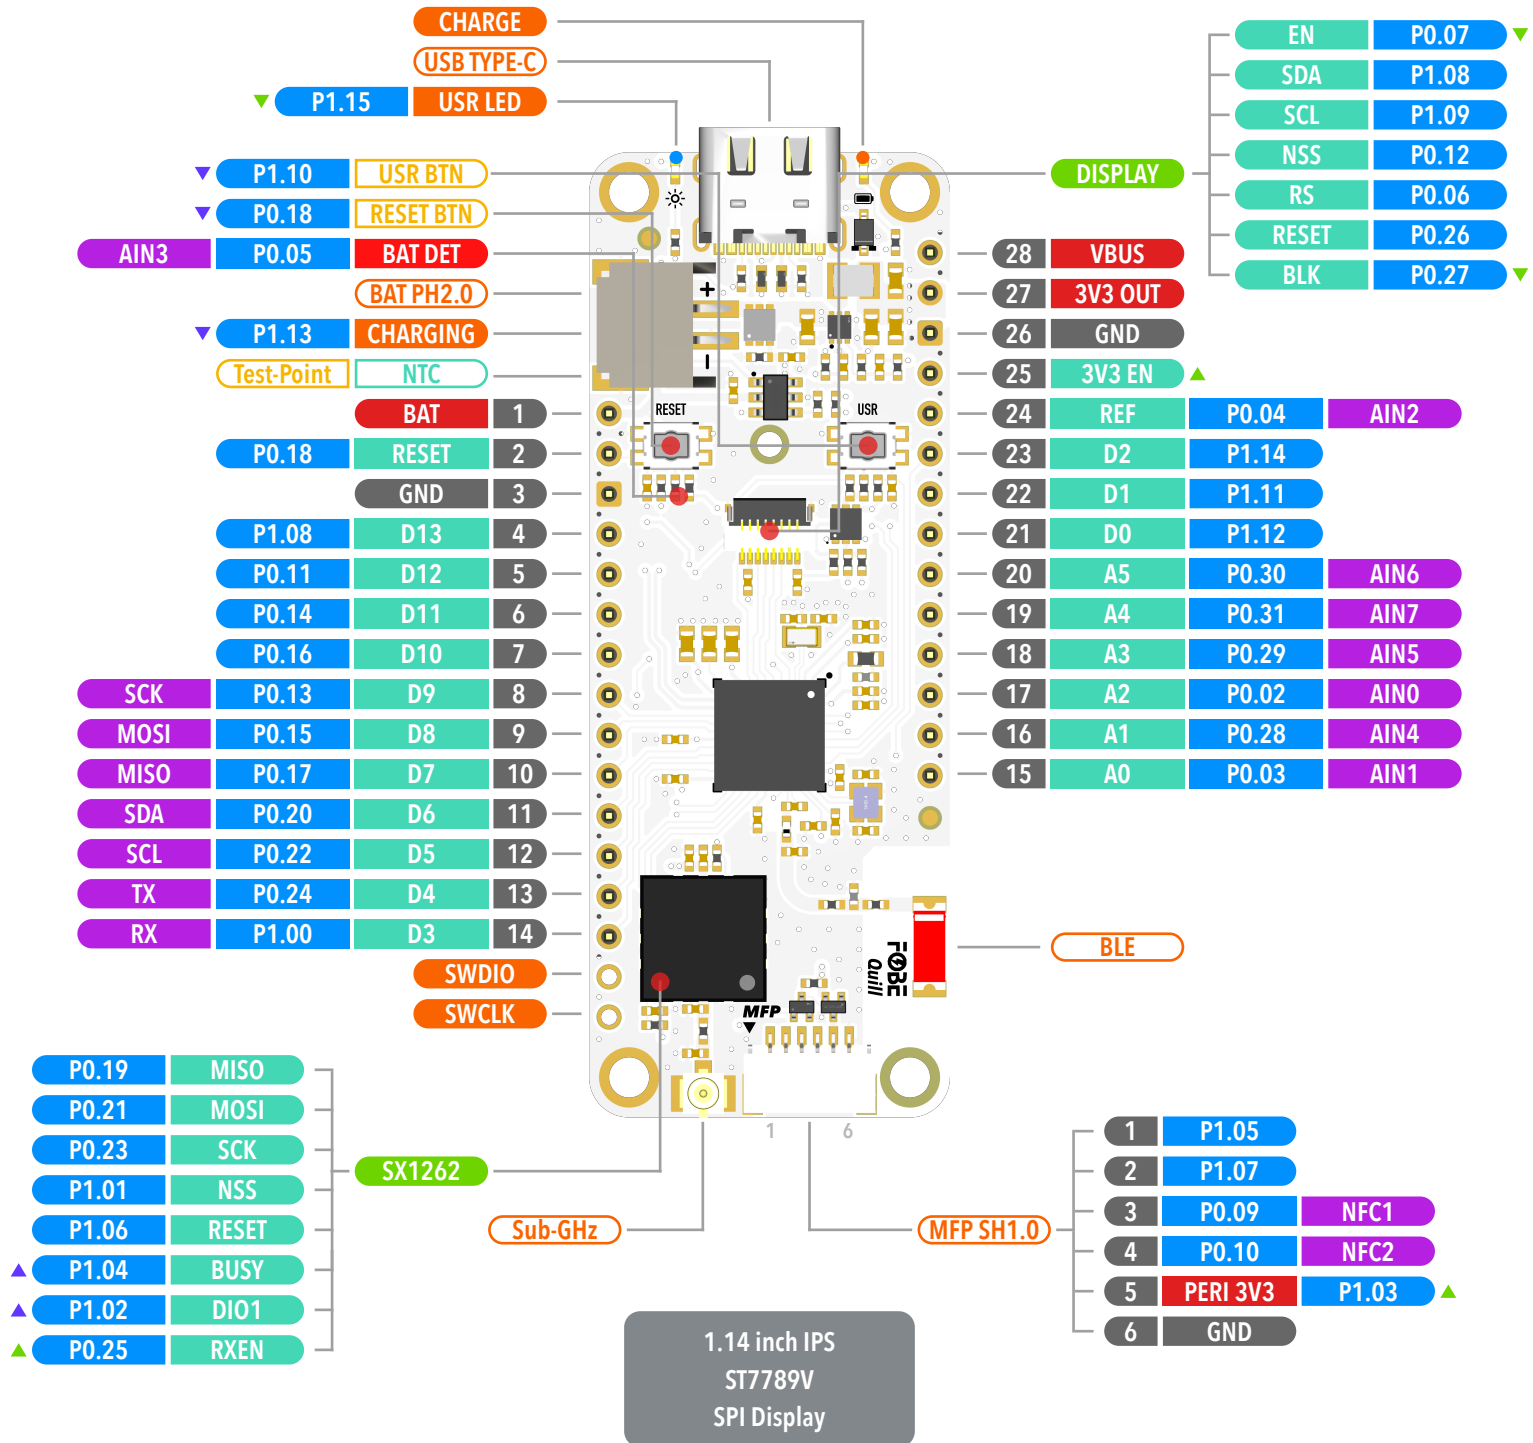 CHARGE
USB TYPE-C
P1.15 USR LED
P1.10 USR BTN
P0.18 RESET BTN
AIN3 P0.05 BAT DET
BAT PH2.0
P1.13 CHARGING
Test-Point NTC
BAT 1
P0.18 RESET 2
GND 3
P1.08 D13 4
P0.11 D12 5
P0.14 D11 6
P0.16 D10 7
SCK P0.13 D9 8
MOSI P0.15 D8 9
MISO P0.17 D7 10
SDA P0.20 D6 11
SCL P0.22 D5 12
TX P0.24 D4 13
RX P1.00 D3 14
SWDIO
SWCLK
DISPLAY
EN P0.07
SDA P1.08
SCL P1.09
NSS P0.12
RS P0.06
RESET P0.26
BLK P0.27
28 VBUS
27 3V3 OUT
26 GND
25 3V3 EN
24 REF P0.04 AIN2
23 D2 P1.14
22 D1 P1.11
21 D0 P1.12
20 A5 P0.30 AIN6
19 A4 P0.31 AIN7
18 A3 P0.29 AIN5
17 A2 P0.02 AIN0
16 A1 P0.28 AIN4
15 A0 P0.03 AIN1
BLE
+
-
RESET
USR
FOBE
Quill
MFP
1 6
P0.19 MISO
P0.21 MOSI
P0.23 SCK
P1.01 NSS
P1.06 RESET
P1.04 BUSY
P1.02 DIO1
P0.25 RXEN
SX1262
Sub-GHz
MFP SH1.0
1 P1.05
2 P1.07
3 P0.09 NFC1
4 P0.10 NFC2
5 PERI 3V3 P1.03
6 GND
1.14 inch IPS
ST7789V
SPI Display